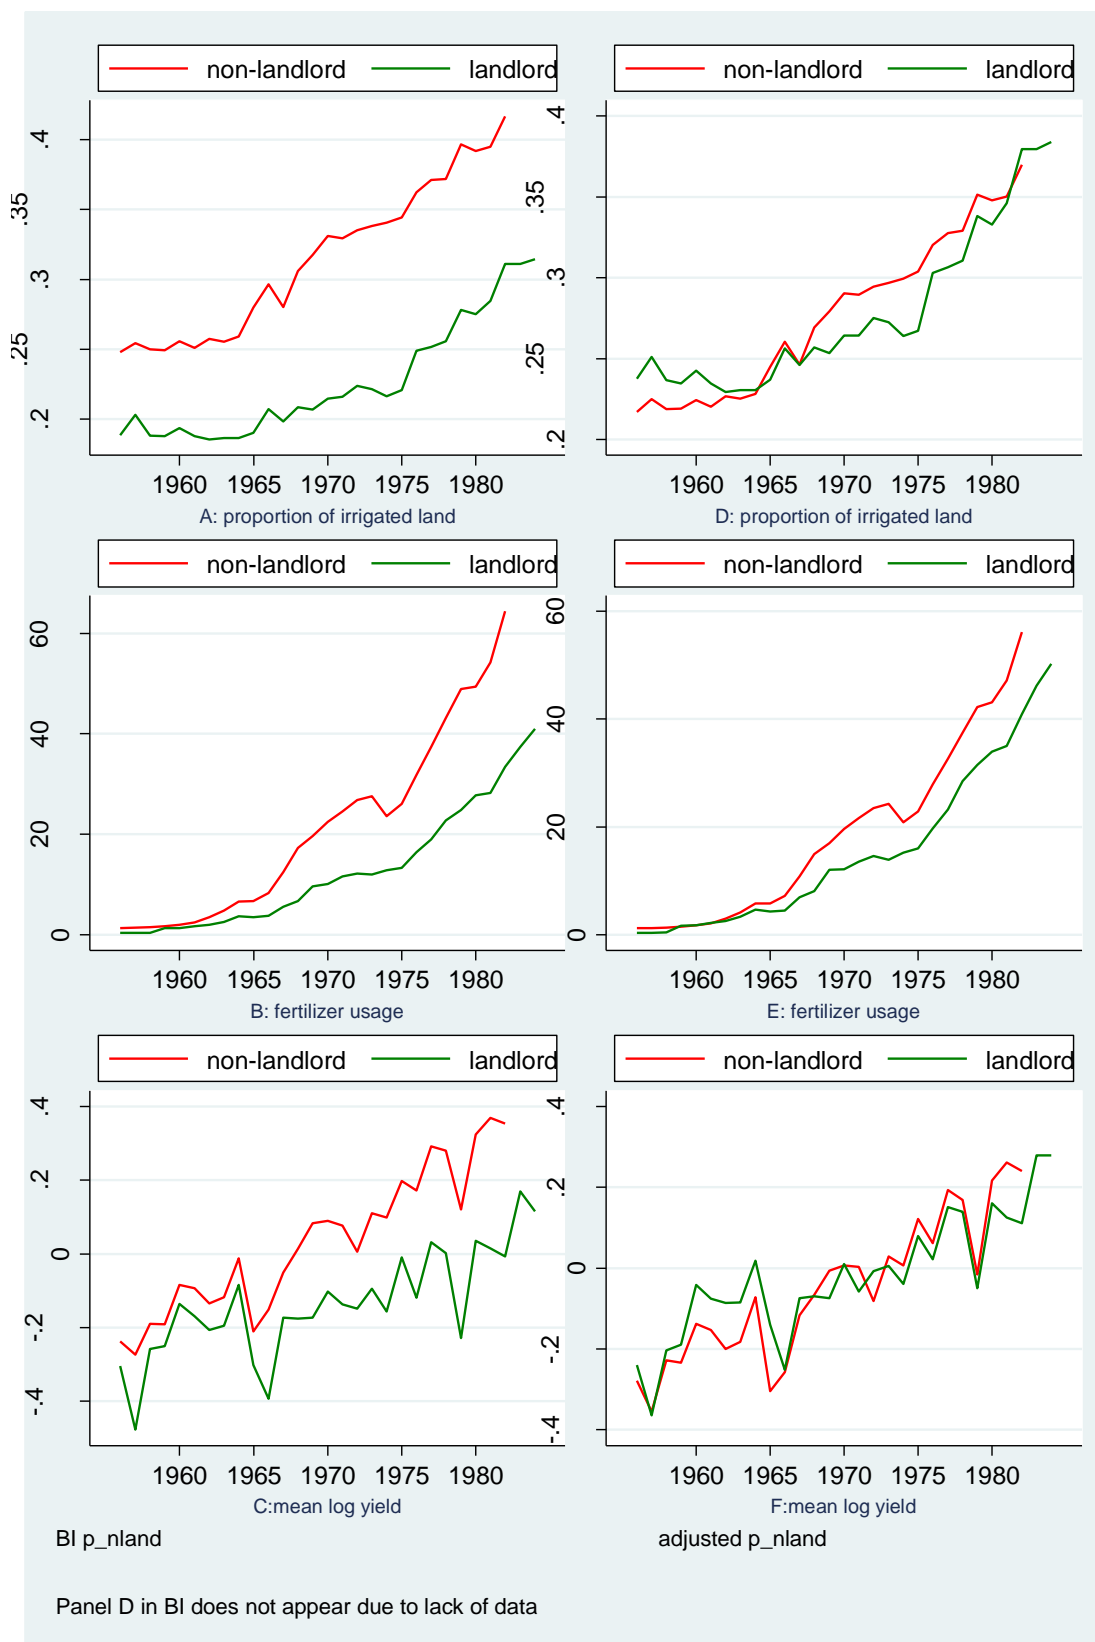 non-landlord landlord
.2 .25 .3 .35 .4
1960 1965 1970 1975 1980
A: proportion of irrigated land
non-landlord landlord
.2 .25 .3 .35 .4
1960 1965 1970 1975 1980
D: proportion of irrigated land
non-landlord landlord
0 20 40 60
1960 1965 1970 1975 1980
B: fertilizer usage
non-landlord landlord
0 20 40 60
1960 1965 1970 1975 1980
E: fertilizer usage
non-landlord landlord
-.4 -.2 0 .2 .4
1960 1965 1970 1975 1980
C:mean log yield
non-landlord landlord
-.4 -.2 0 .2 .4
1960 1965 1970 1975 1980
F:mean log yield
BI p_nland
adjusted p_nland
Panel D in BI does not appear due to lack of data